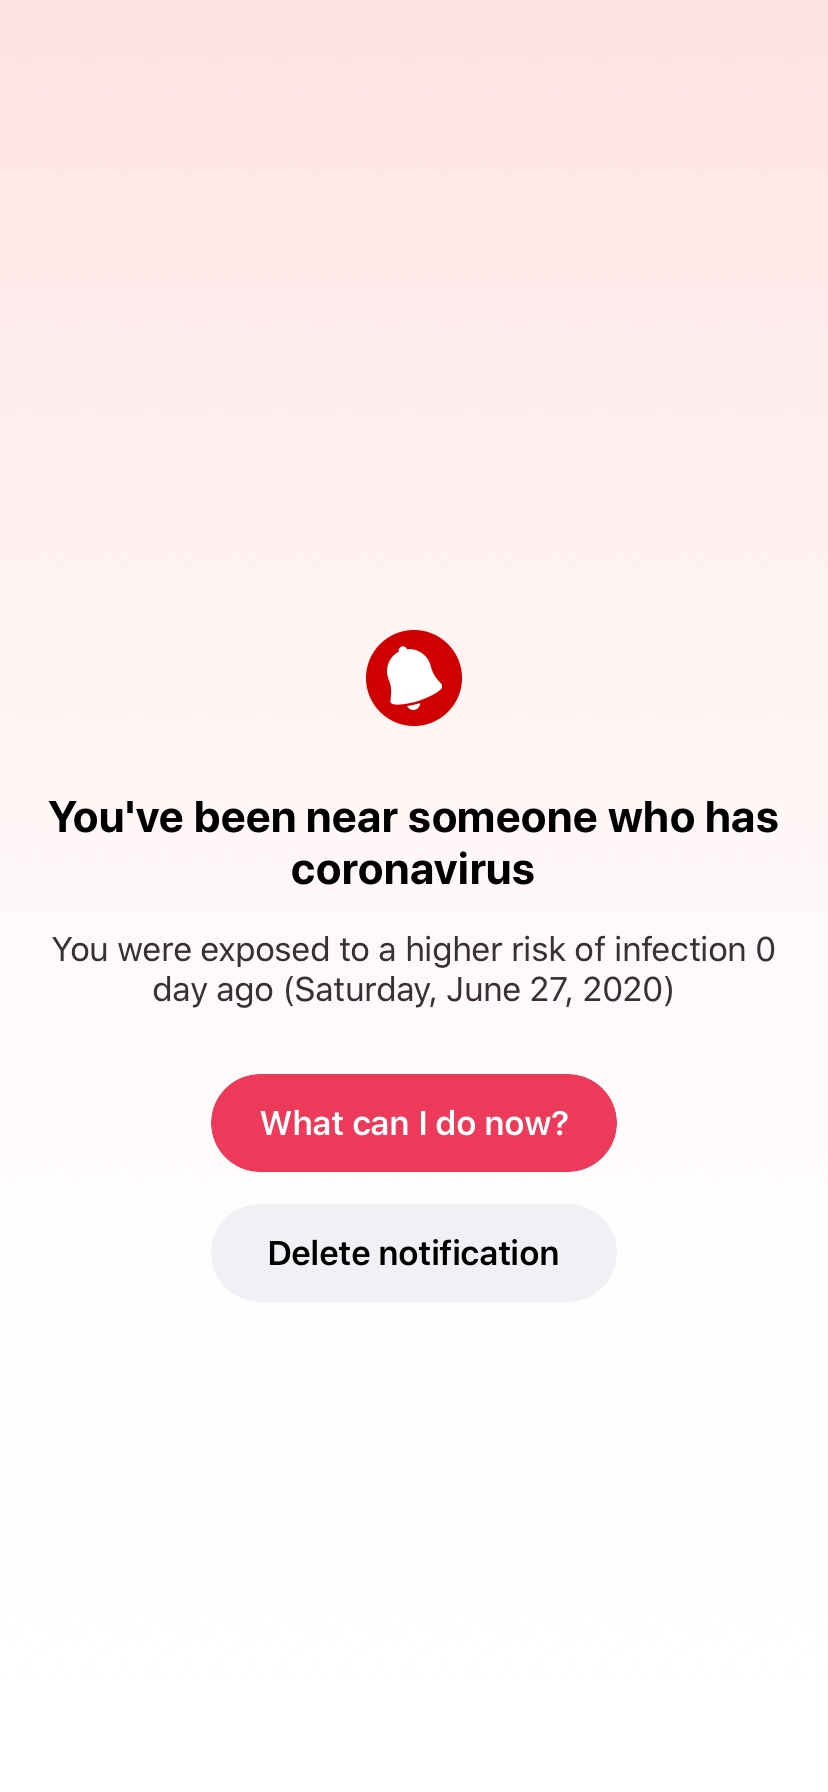 You've been near someone who has
coronavirus
You were exposed to a higher risk of infection 0
day ago (Saturday, June 27, 2020)
What can I do now?
Delete notification